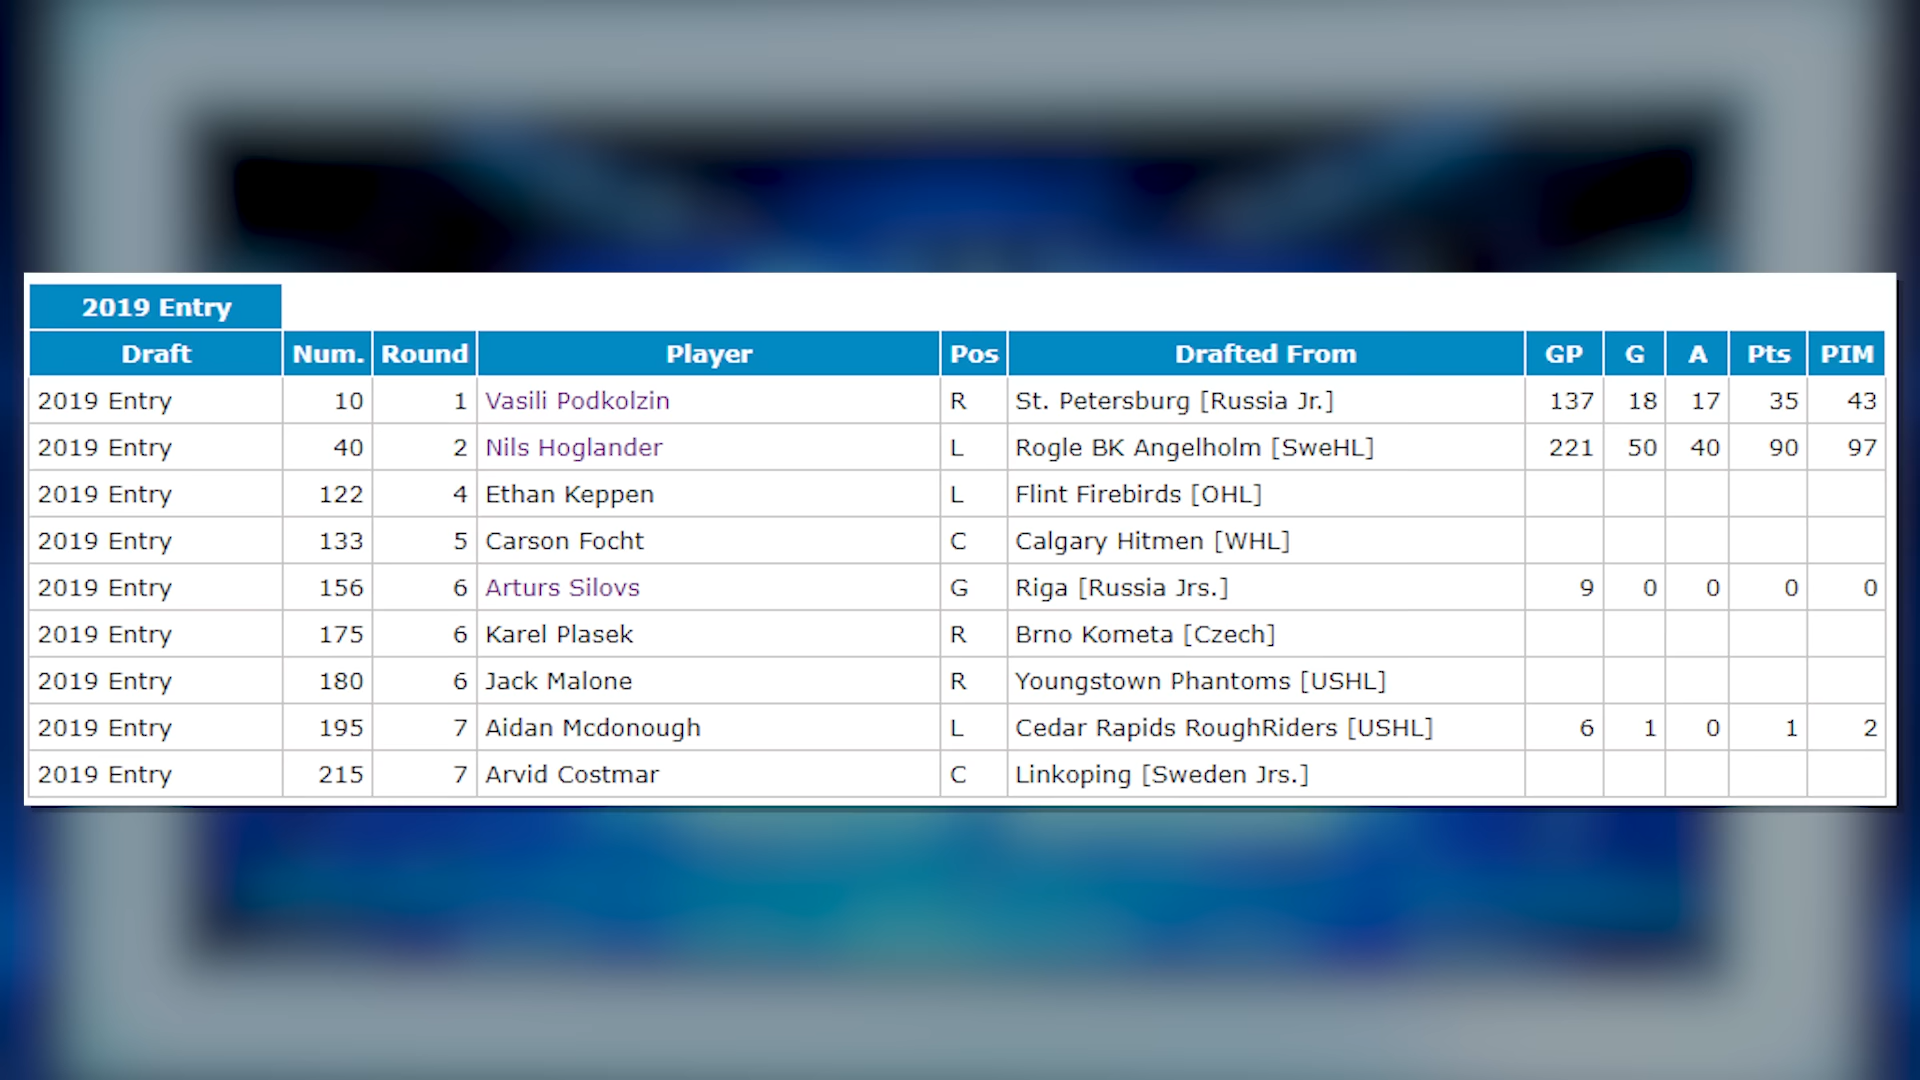 2019 Entry
Draft Num. Round Player Pos Drafted From GP G A Pts PIM
2019 Entry 10 1 Vasili Podkolzin R St. Petersburg [Russia Jr.] 137 18 17 35 43
2019 Entry 40 2 Nils Hoglander L Rogle BK Angelholm [SweHL] 221 50 40 90 97
2019 Entry 122 4 Ethan Keppen L Flint Firebirds [OHL]
2019 Entry 133 5 Carson Focht C Calgary Hitmen [WHL]
2019 Entry 156 6 Arturs Silovs G Riga [Russia Jrs.] 9 0 0 0 0
2019 Entry 175 6 Karel Plasek R Brno Kometa [Czech]
2019 Entry 180 6 Jack Malone R Youngstown Phantoms [USHL]
2019 Entry 195 7 Aidan Mcdonough L Cedar Rapids RoughRiders [USHL] 6 1 0 1 2
2019 Entry 215 7 Arvid Costmar C Linkoping [Sweden Jrs.]